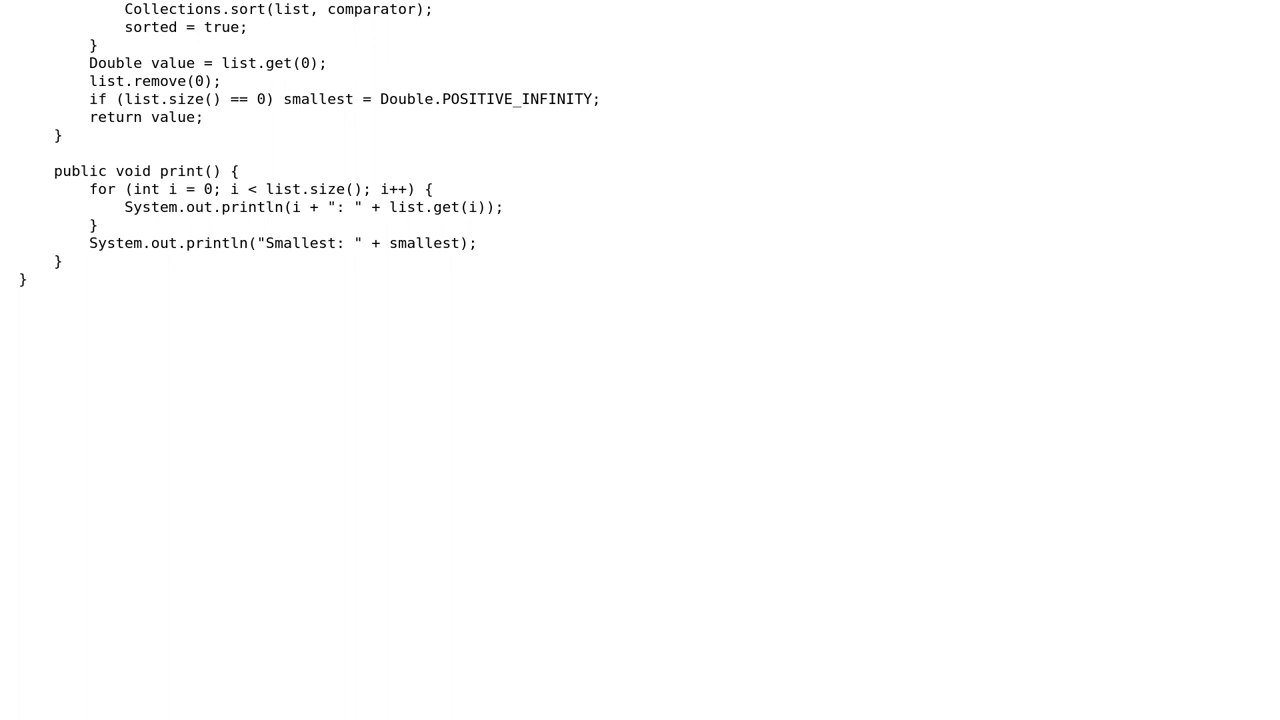 Collections.sort(list, comparator);
            sorted = true;
        }
        Double value = list.get(0);
        list.remove(0);
        if (list.size() == 0) smallest = Double.POSITIVE_INFINITY;
        return value;
    }

    public void print() {
        for (int i = 0; i < list.size(); i++) {
            System.out.println(i + ": " + list.get(i));
        }
        System.out.println("Smallest: " + smallest);
    }
}